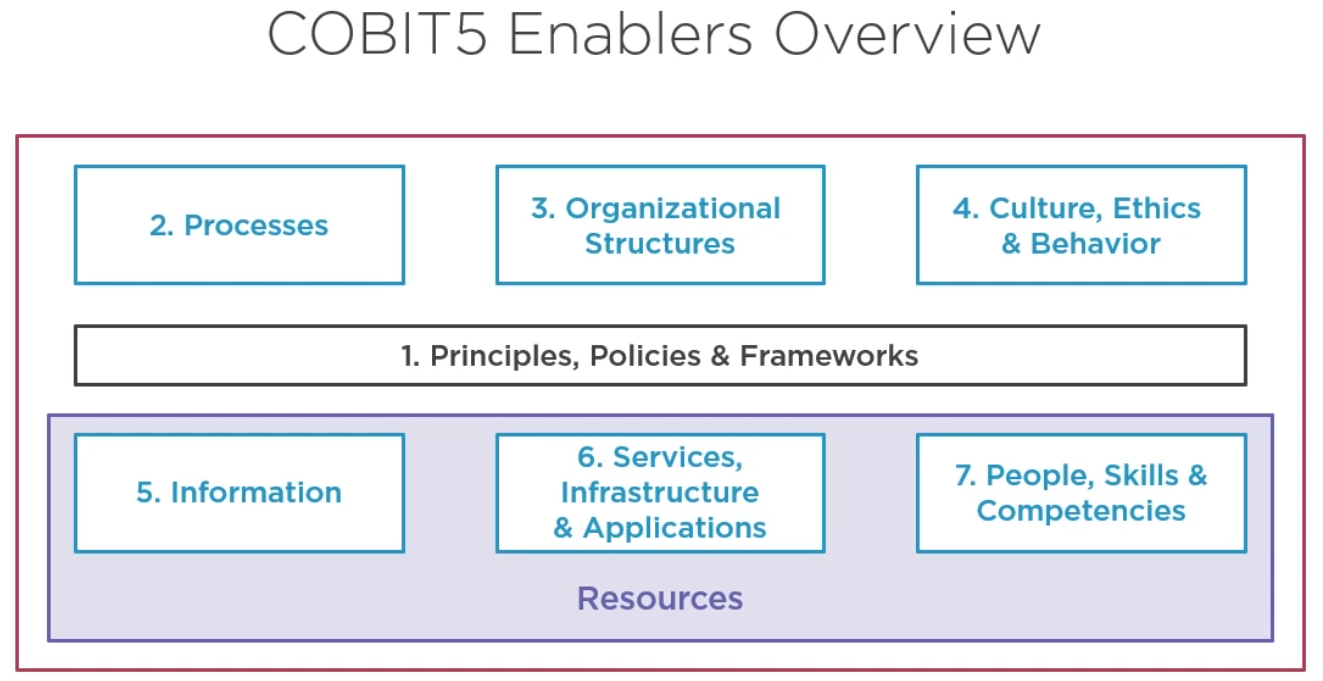 COBIT5 Enablers Overview
2. Processes
3. Organizational
Structures
4. Culture, Ethics
& Behavior
1. Principles, Policies & Frameworks
5. Information
6. Services,
Infrastructure
& Applications
7. People, Skills &
Competencies
Resources